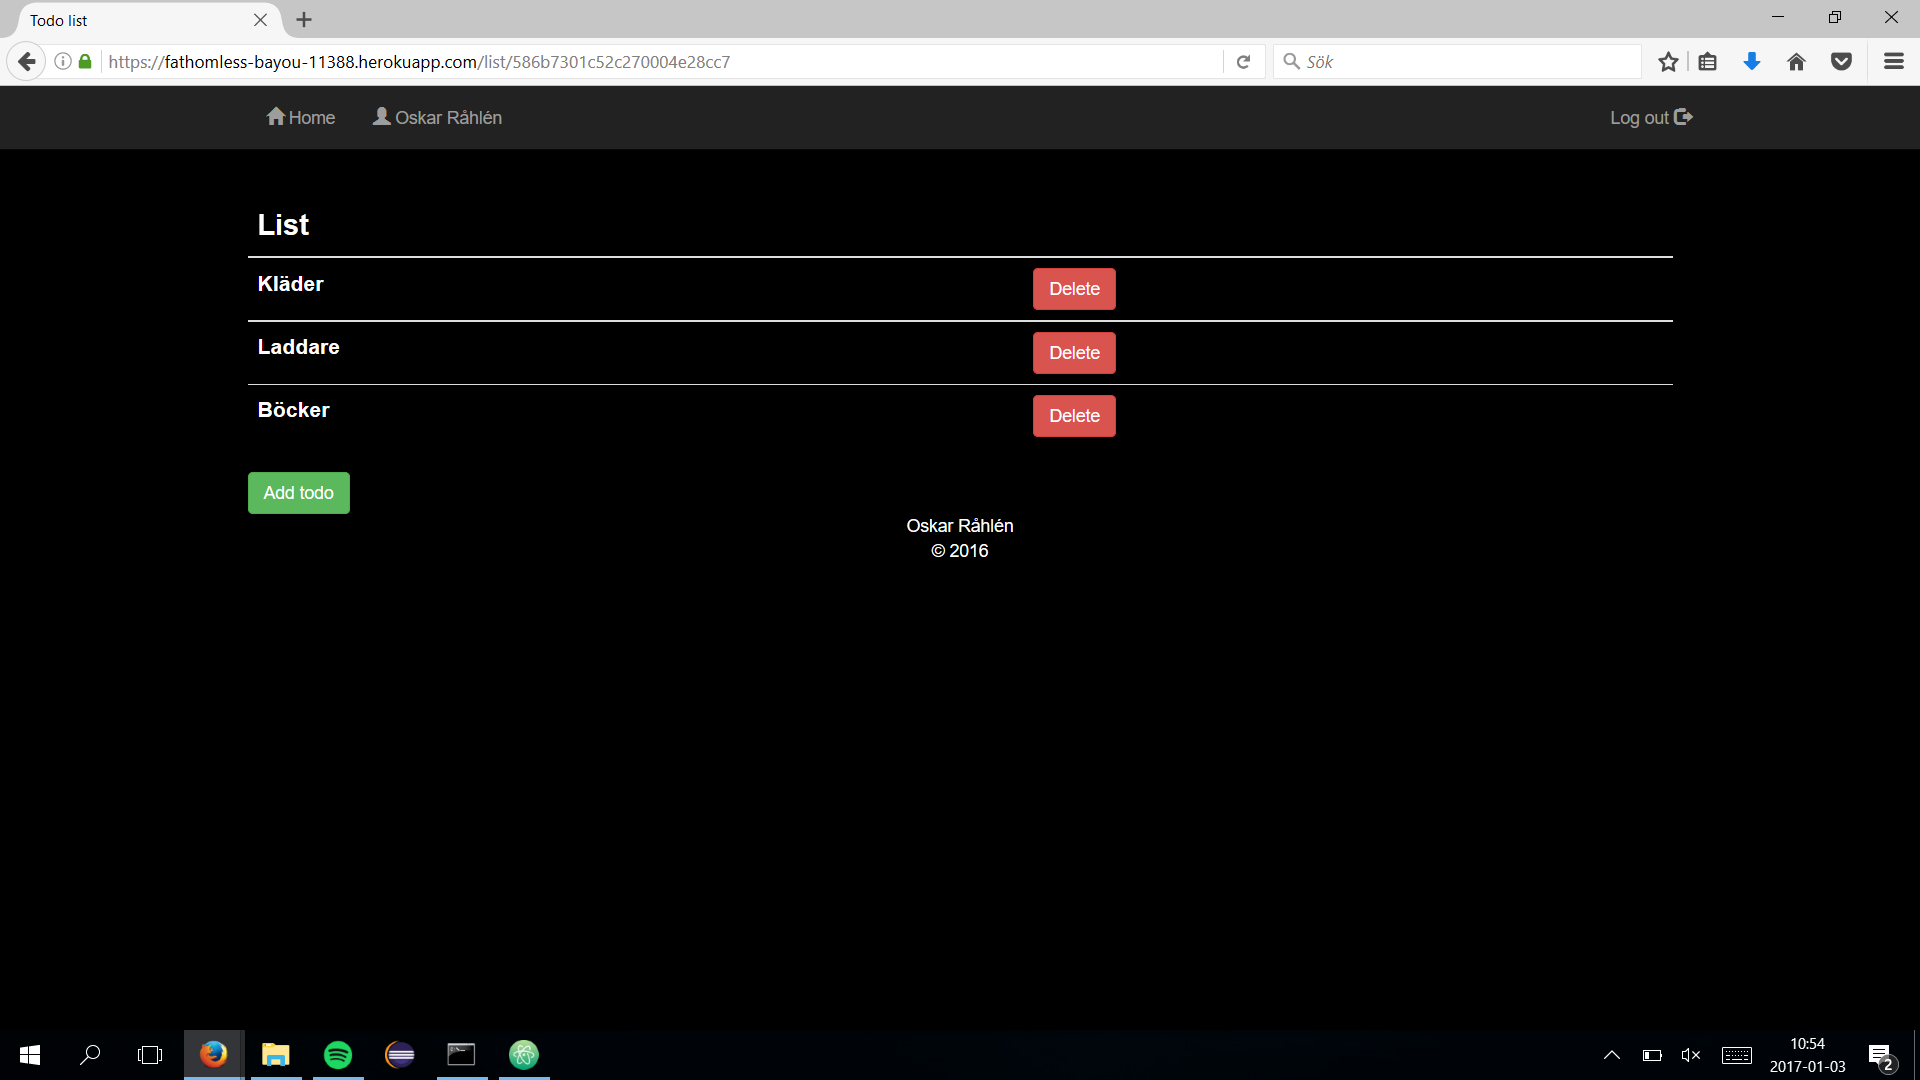 Todo list
https://fathomless-bayou-11388.herokuapp.com/list/586b7301c52c270004e28cc7
Sök
Home
Oskar Råhlén
Log out
List
Kläder
Delete
Laddare
Delete
Böcker
Delete
Add todo
Oskar Råhlén
© 2016
10:54
2017-01-03
2